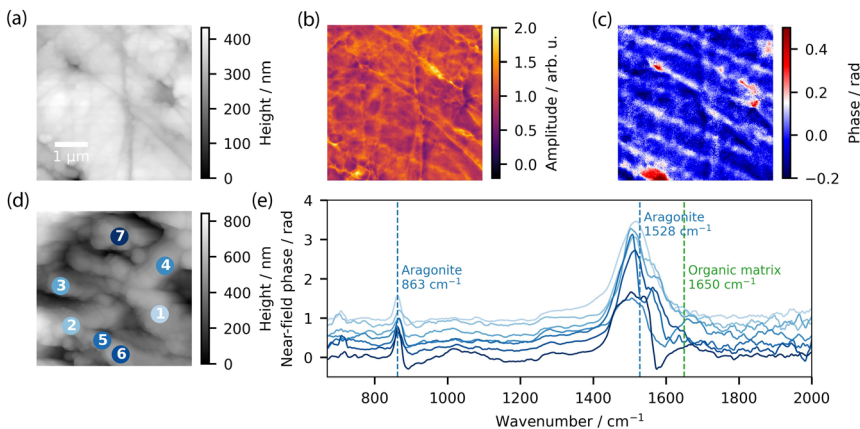 (a)
400
300
200
100
0
Height / nm
1 μm
(b)
2.0
1.5
1.0
0.5
0.0
Amplitude / arb. u.
(c)
0.4
0.2
0.0
−0.2
Phase / rad
(d)
7
4
3
1
2
5
6
800
600
400
200
0
Height / nm
(e)
4
3
2
1
0
Near-field phase / rad
Aragonite
863 cm⁻¹
Aragonite
1528 cm⁻¹
Organic matrix
1650 cm⁻¹
800 1000 1200 1400 1600 1800 2000
Wavenumber / cm⁻¹